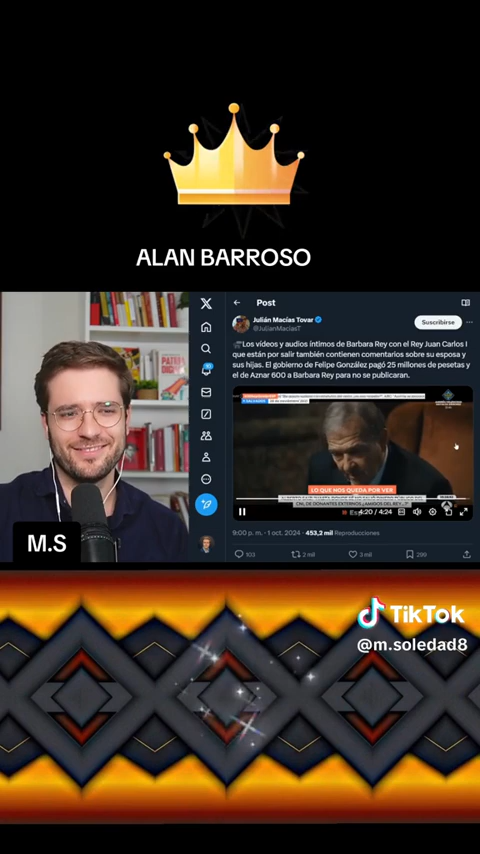 ALAN BARROSO
Post
Julián Macías Tovar
@JulianMaciasT
Suscribirse
Los vídeos y audios íntimos de Barbara Rey con el Rey Juan Carlos I
que están por salir también contienen comentarios sobre su esposa y
sus hijas. El gobierno de Felipe González pagó 25 millones de pesetas y
el de Aznar 600 a Barbara Rey para no se publicaran.
LO QUE NOS QUEDA POR VER
4:20 / 4:24
9:00 p. m. · 1 oct. 2024 · 453,2 mil Reproducciones
103
2 mil
3 mil
299
M.S
TikTok
@m.soledad8